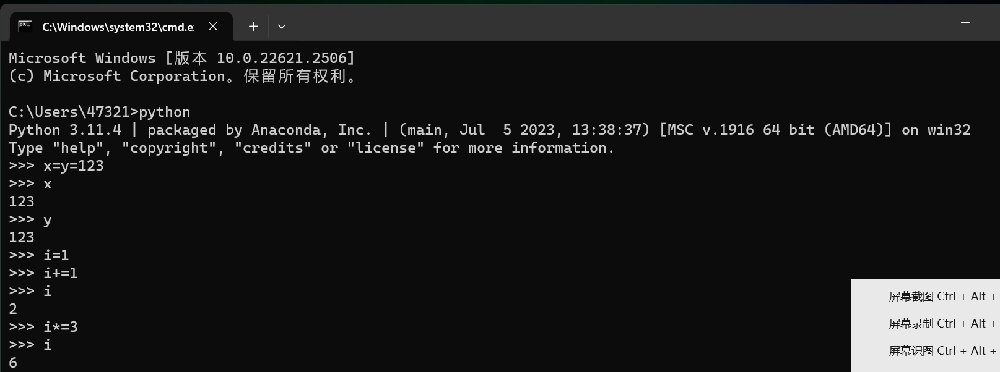 C:\Windows\system32\cmd.e
Microsoft Windows [版本 10.0.22621.2506]
(c) Microsoft Corporation。保留所有权利。
C:\Users\47321>python
Python 3.11.4 | packaged by Anaconda, Inc. | (main, Jul  5 2023, 13:38:37) [MSC v.1916 64 bit (AMD64)] on win32
Type "help", "copyright", "credits" or "license" for more information.
>>> x=y=123
>>> x
123
>>> y
123
>>> i=1
>>> i+=1
>>> i
2
>>> i*=3
>>> i
6
屏幕截图 Ctrl + Alt +
屏幕录制 Ctrl + Alt +
屏幕识图 Ctrl + Alt +